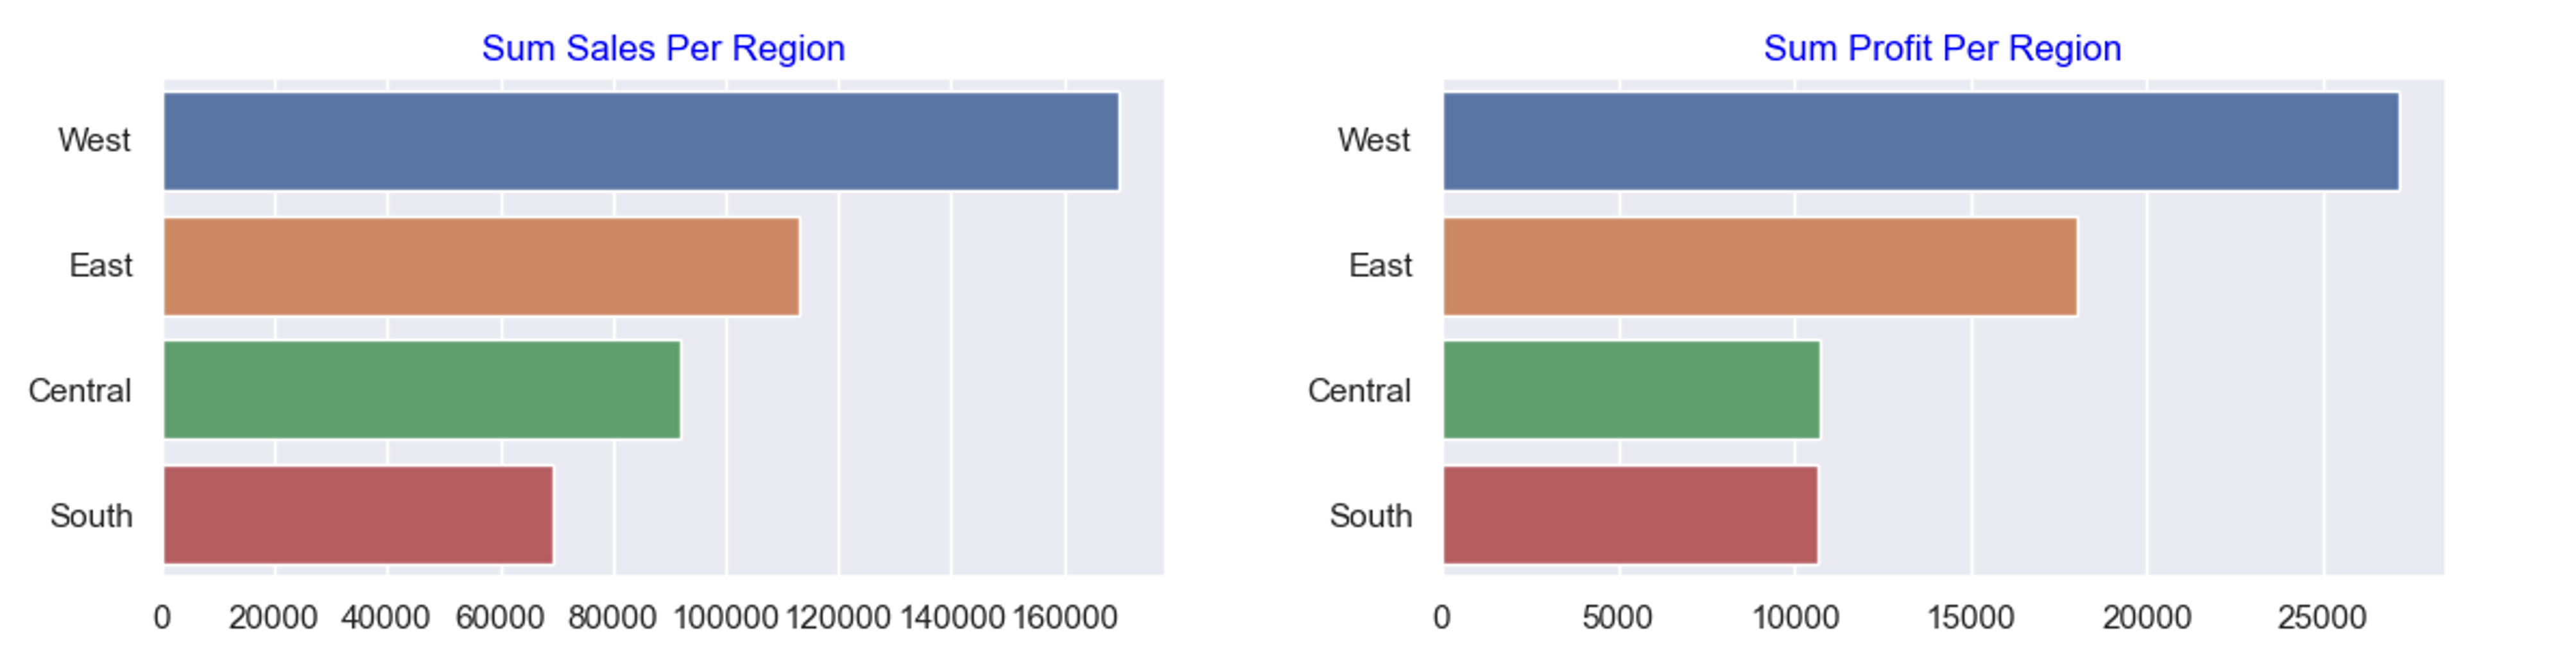 Sum Sales Per Region
West
East
Central
South
0 20000 40000 60000 80000 100000 120000 140000 160000
Sum Profit Per Region
West
East
Central
South
0 5000 10000 15000 20000 25000